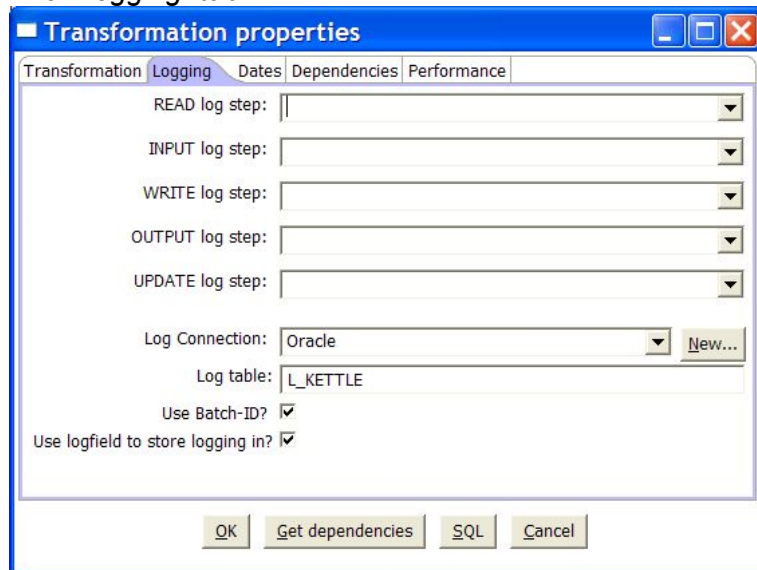 Transformation properties
Transformation Logging Dates Dependencies Performance
READ log step:
INPUT log step:
WRITE log step:
OUTPUT log step:
UPDATE log step:
Log Connection: Oracle New...
Log table: L_KETTLE
Use Batch-ID?
Use logfield to store logging in?
OK Get dependencies SQL Cancel